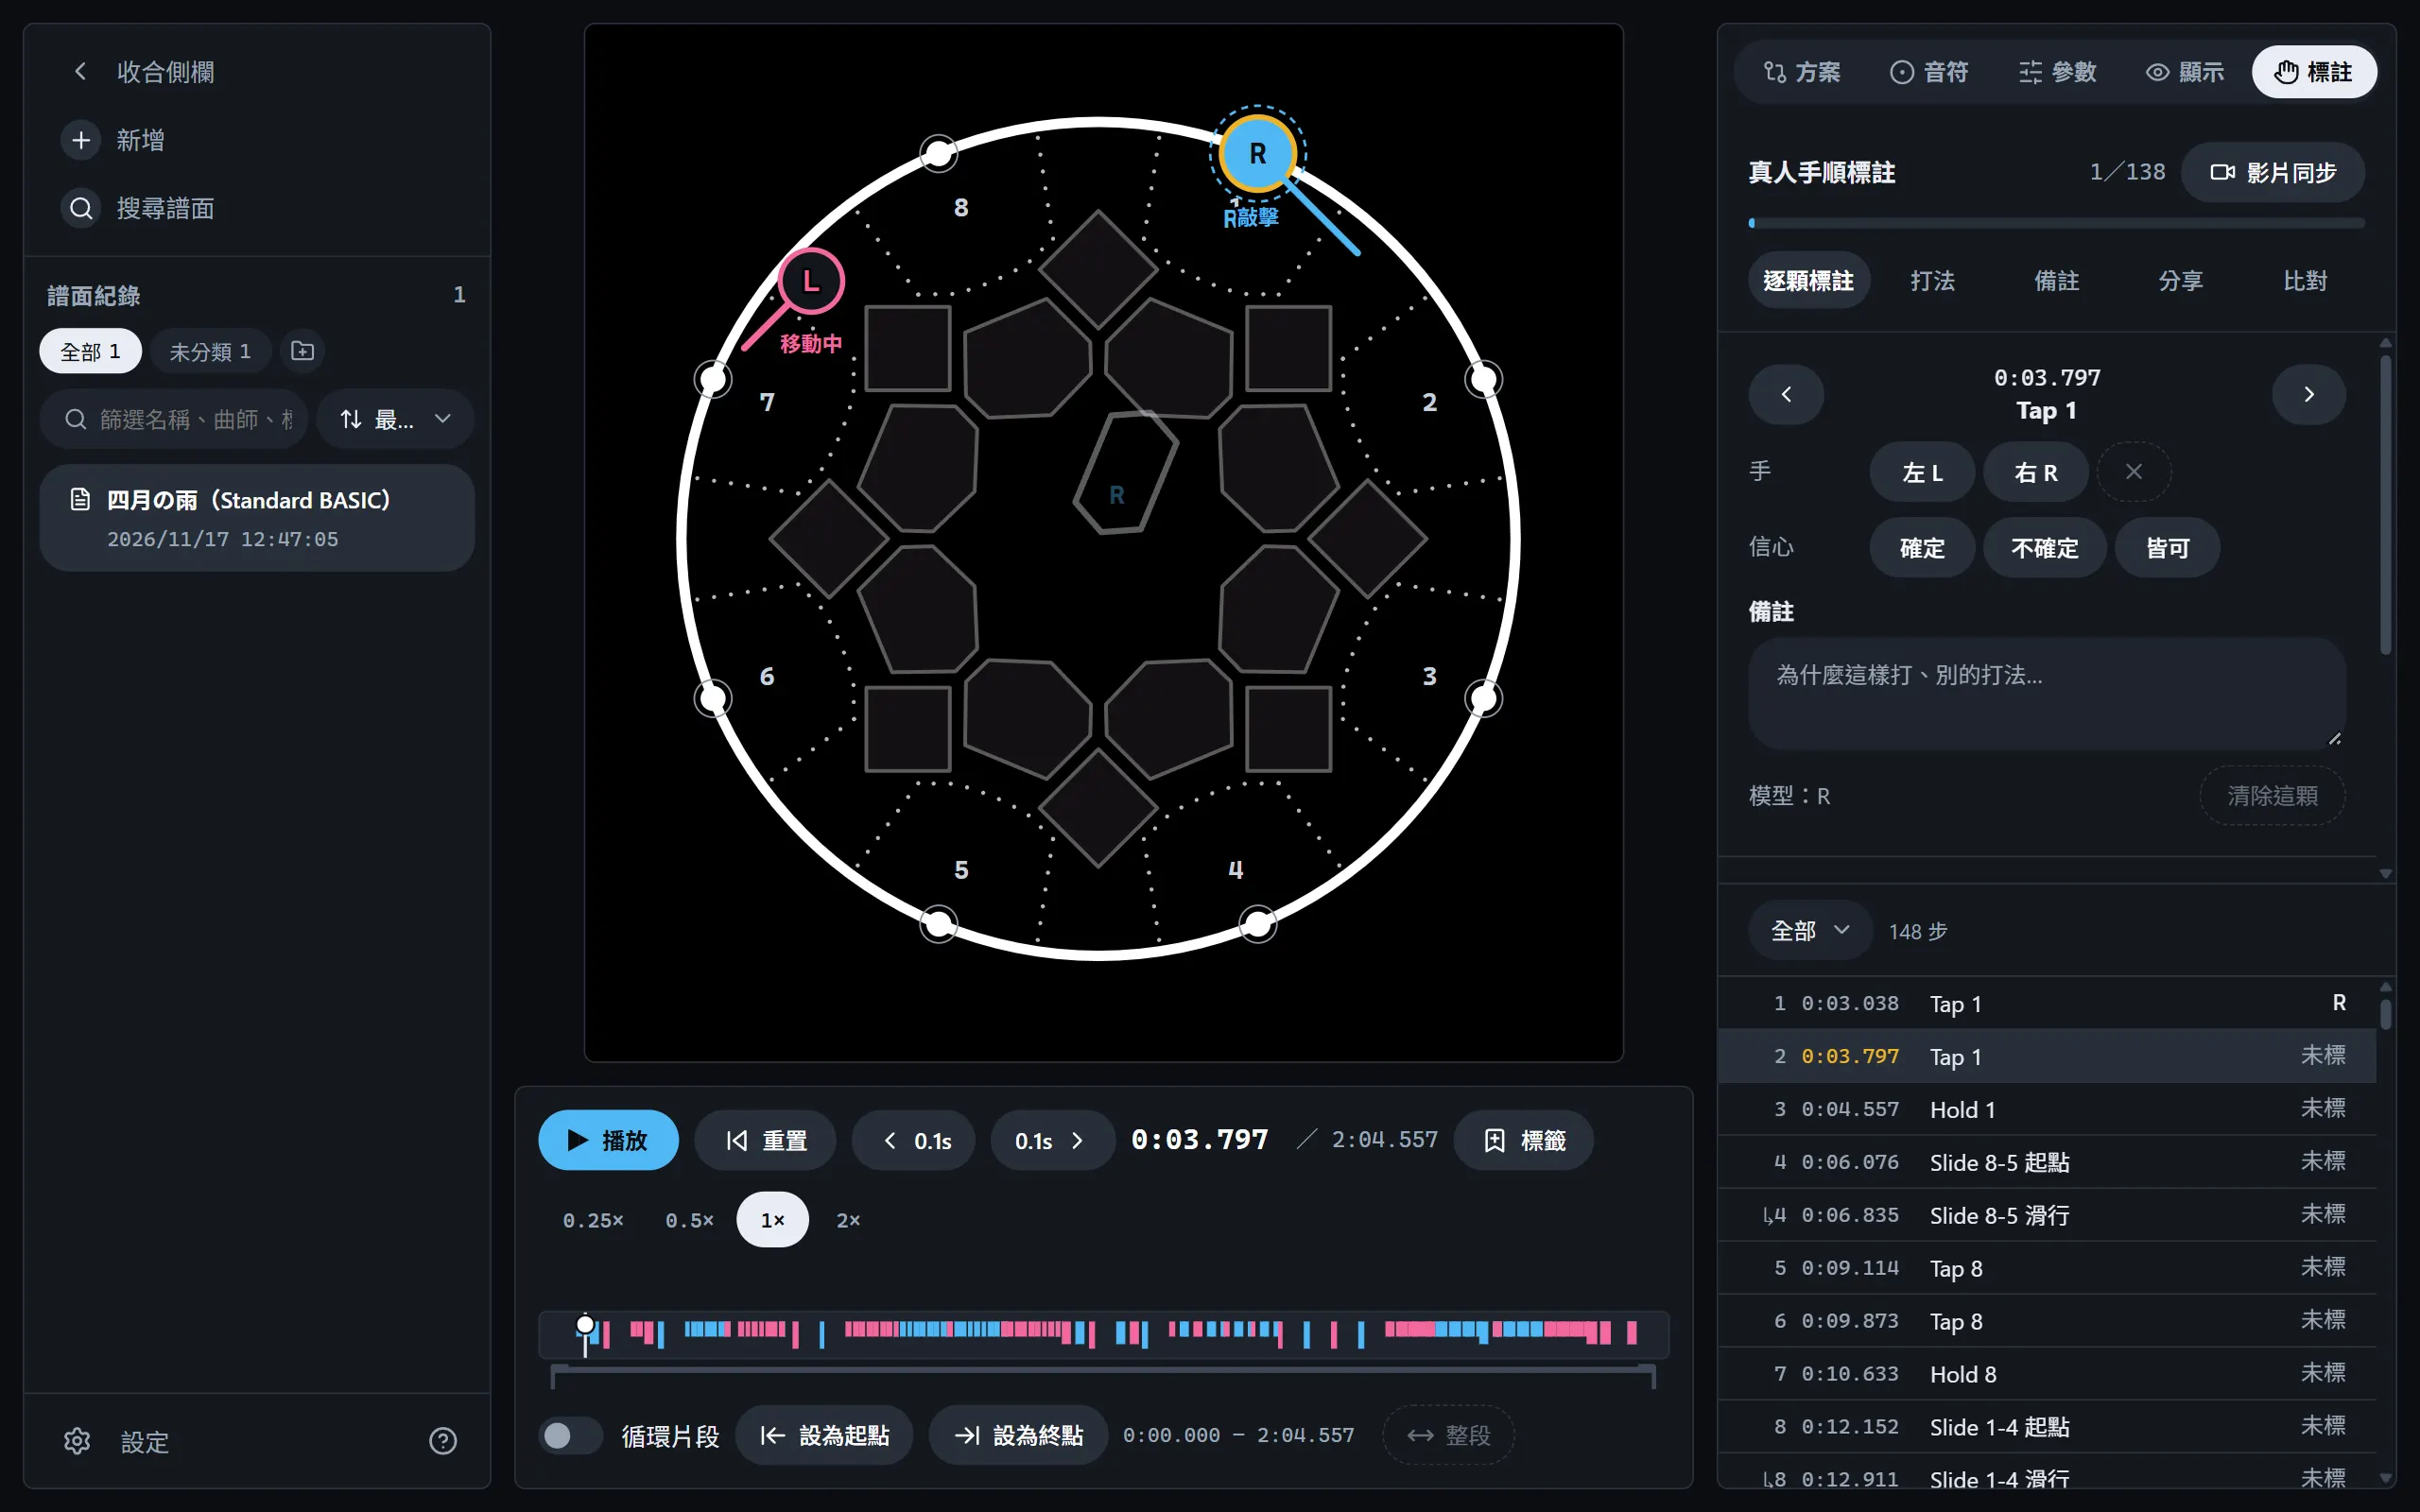 收合側欄
新增
搜尋譜面
譜面紀錄 1
全部 1 未分類 1
篩選名稱、曲師、 最...
四月の雨（Standard BASIC）
2026/11/17 12:47:05
設定
R
R敲擊
L
移動中
8
7
2
R
6
3
5
4
播放 重置 0.1s 0.1s 0:03.797 ／ 2:04.557 標籤
0.25× 0.5× 1× 2×
循環片段 設為起點 設為終點 0:00.000 – 2:04.557 整段
方案 音符 參數 顯示 標註
真人手順標註 1／138 影片同步
逐顆標註 打法 備註 分享 比對
0:03.797
Tap 1
手 左 L 右 R
信心 確定 不確定 皆可
備註
為什麼這樣打、別的打法...
模型：R 清除這顆
全部 148 步
1 0:03.038 Tap 1 R
2 0:03.797 Tap 1 未標
3 0:04.557 Hold 1 未標
4 0:06.076 Slide 8-5 起點 未標
↳4 0:06.835 Slide 8-5 滑行 未標
5 0:09.114 Tap 8 未標
6 0:09.873 Tap 8 未標
7 0:10.633 Hold 8 未標
8 0:12.152 Slide 1-4 起點 未標
↳8 0:12.911 Slide 1-4 滑行 未標